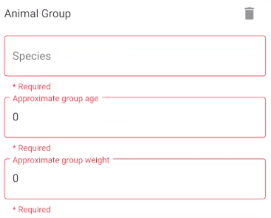 Animal Group
Species
* Required
Approximate group age
0
* Required
Approximate group weight
0
* Required